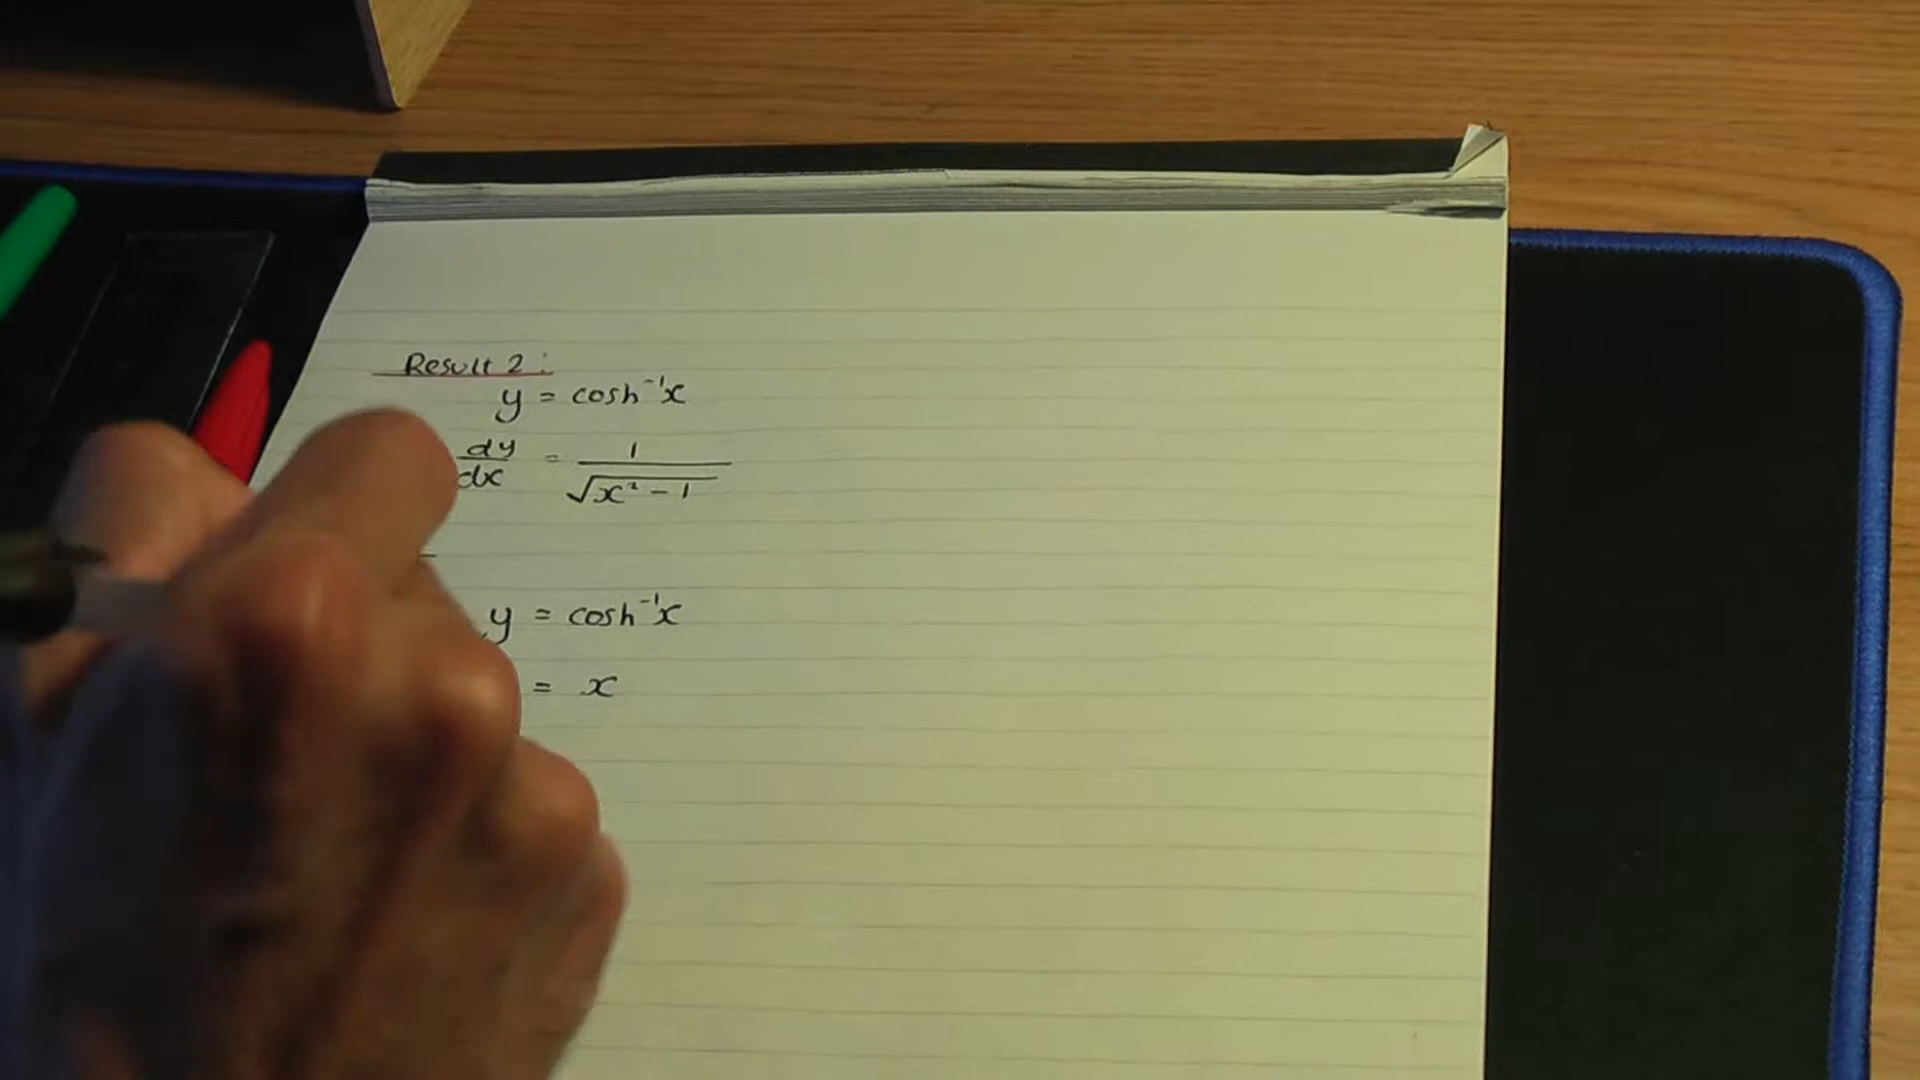 Result 2 :
y = cosh⁻¹x
dy/dx = 1/√(x² - 1)
y = cosh⁻¹x
= x